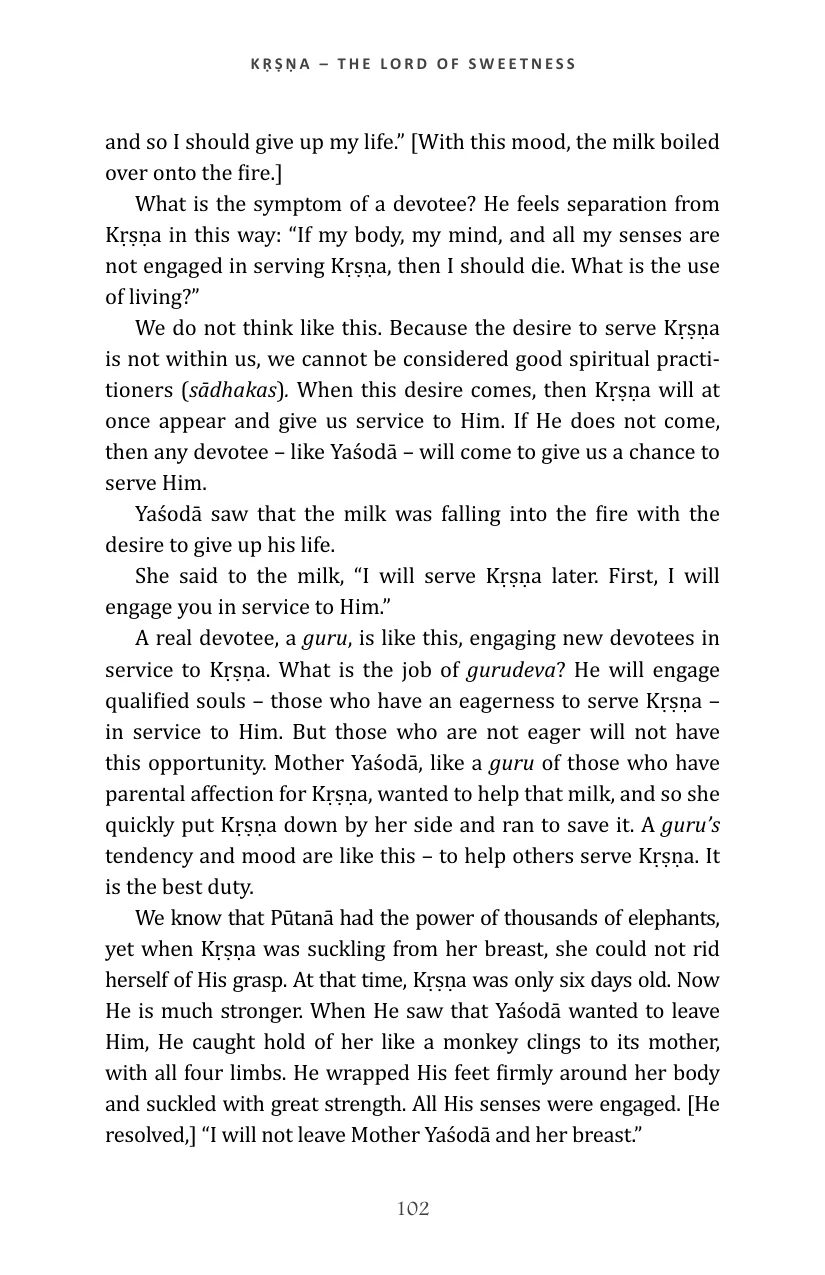 KṚṢṆA – THE LORD OF SWEETNESS
and so I should give up my life.” [With this mood, the milk boiled
over onto the fire.]
What is the symptom of a devotee? He feels separation from
Kṛṣṇa in this way: “If my body, my mind, and all my senses are
not engaged in serving Kṛṣṇa, then I should die. What is the use
of living?”
We do not think like this. Because the desire to serve Kṛṣṇa
is not within us, we cannot be considered good spiritual practi-
tioners (sādhakas). When this desire comes, then Kṛṣṇa will at
once appear and give us service to Him. If He does not come,
then any devotee – like Yaśodā – will come to give us a chance to
serve Him.
Yaśodā saw that the milk was falling into the fire with the
desire to give up his life.
She said to the milk, “I will serve Kṛṣṇa later. First, I will
engage you in service to Him.”
A real devotee, a guru, is like this, engaging new devotees in
service to Kṛṣṇa. What is the job of gurudeva? He will engage
qualified souls – those who have an eagerness to serve Kṛṣṇa –
in service to Him. But those who are not eager will not have
this opportunity. Mother Yaśodā, like a guru of those who have
parental affection for Kṛṣṇa, wanted to help that milk, and so she
quickly put Kṛṣṇa down by her side and ran to save it. A guru’s
tendency and mood are like this – to help others serve Kṛṣṇa. It
is the best duty.
We know that Pūtanā had the power of thousands of elephants,
yet when Kṛṣṇa was suckling from her breast, she could not rid
herself of His grasp. At that time, Kṛṣṇa was only six days old. Now
He is much stronger. When He saw that Yaśodā wanted to leave
Him, He caught hold of her like a monkey clings to its mother,
with all four limbs. He wrapped His feet firmly around her body
and suckled with great strength. All His senses were engaged. [He
resolved,] “I will not leave Mother Yaśodā and her breast.”
102